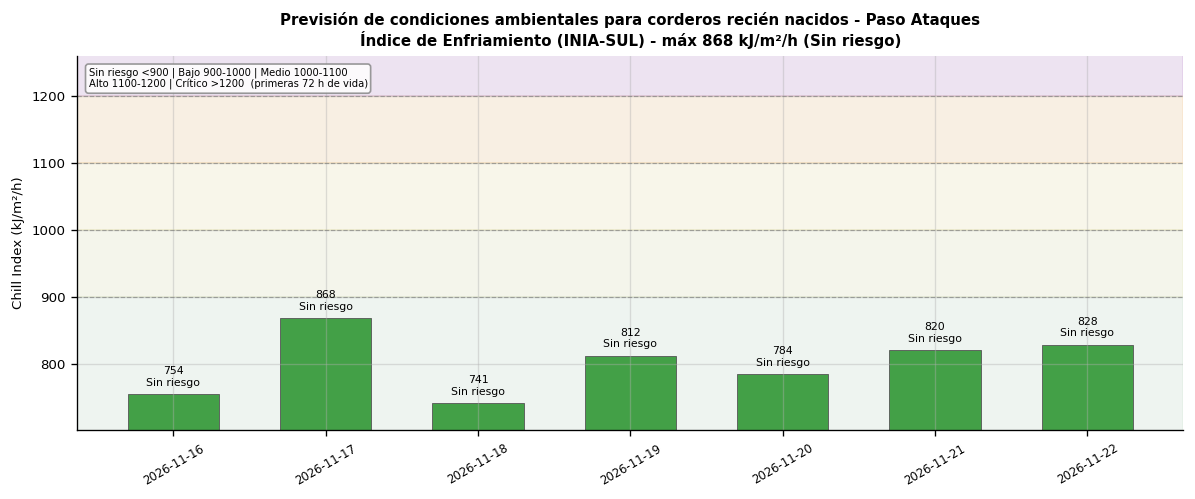 Previsión de condiciones ambientales para corderos recién nacidos - Paso Ataques
Índice de Enfriamiento (INIA-SUL) - máx 868 kJ/m²/h (Sin riesgo)
Sin riesgo <900 | Bajo 900-1000 | Medio 1000-1100
Alto 1100-1200 | Crítico >1200  (primeras 72 h de vida)
Chill Index (kJ/m²/h)
1200
1100
1000
900
800
754
Sin riesgo
868
Sin riesgo
741
Sin riesgo
812
Sin riesgo
784
Sin riesgo
820
Sin riesgo
828
Sin riesgo
2026-11-16
2026-11-17
2026-11-18
2026-11-19
2026-11-20
2026-11-21
2026-11-22